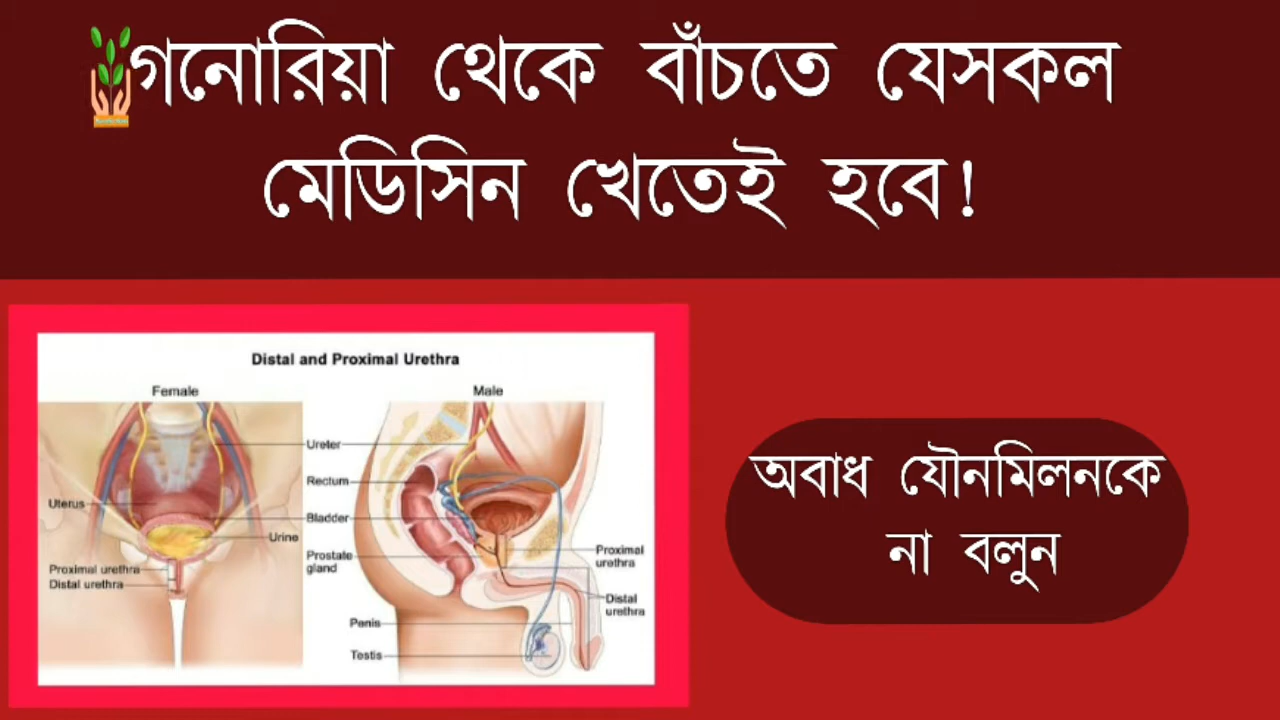 গনোরিয়া থেকে বাঁচতে যেসকল
মেডিসিন খেতেই হবে!
Distal and Proximal Urethra
Female
Male
Ureter
Rectum
Uterus
Bladder
Urine
Prostate
gland
Proximal
urethra
Proximal urethra
Distal urethra
Distal
urethra
Penis
Testis
অবাধ যৌনমিলনকে
না বলুন